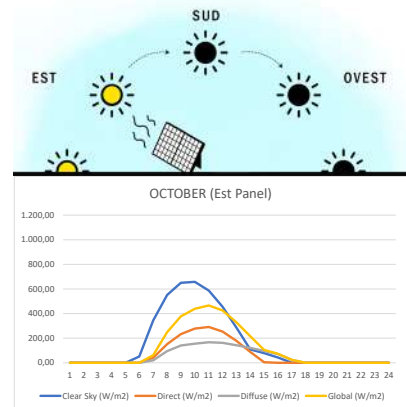 SUD
EST
OVEST
OCTOBER (Est Panel)
1.200,00
1.000,00
800,00
600,00
400,00
200,00
0,00
1 2 3 4 5 6 7 8 9 10 11 12 13 14 15 16 17 18 19 20 21 22 23 24
Clear Sky (W/m2) Direct (W/m2) Diffuse (W/m2) Global (W/m2)